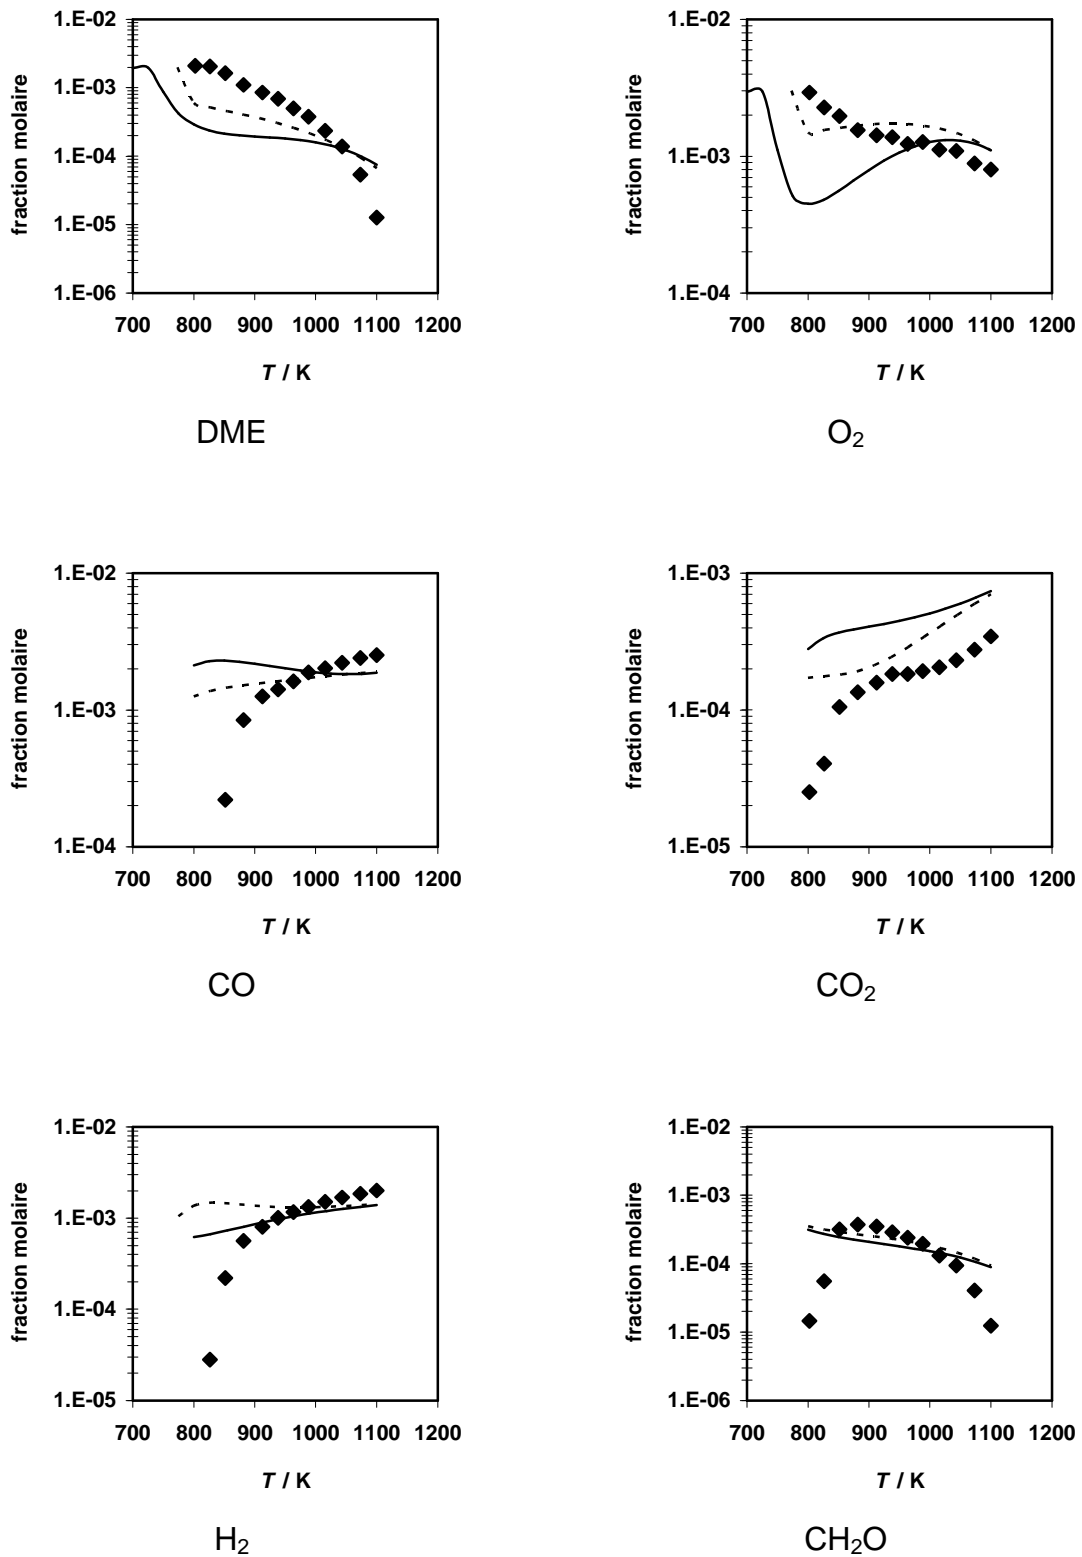 1.E-02
1.E-03
1.E-04
1.E-05
1.E-06
fraction molaire
700 800 900 1000 1100 1200
T / K
DME
1.E-02
1.E-03
1.E-04
fraction molaire
700 800 900 1000 1100 1200
T / K
O₂
1.E-02
1.E-03
1.E-04
fraction molaire
700 800 900 1000 1100 1200
T / K
CO
1.E-03
1.E-04
1.E-05
fraction molaire
700 800 900 1000 1100 1200
T / K
CO₂
1.E-02
1.E-03
1.E-04
1.E-05
fraction molaire
700 800 900 1000 1100 1200
T / K
H₂
1.E-02
1.E-03
1.E-04
1.E-05
1.E-06
fraction molaire
700 800 900 1000 1100 1200
T / K
CH₂O